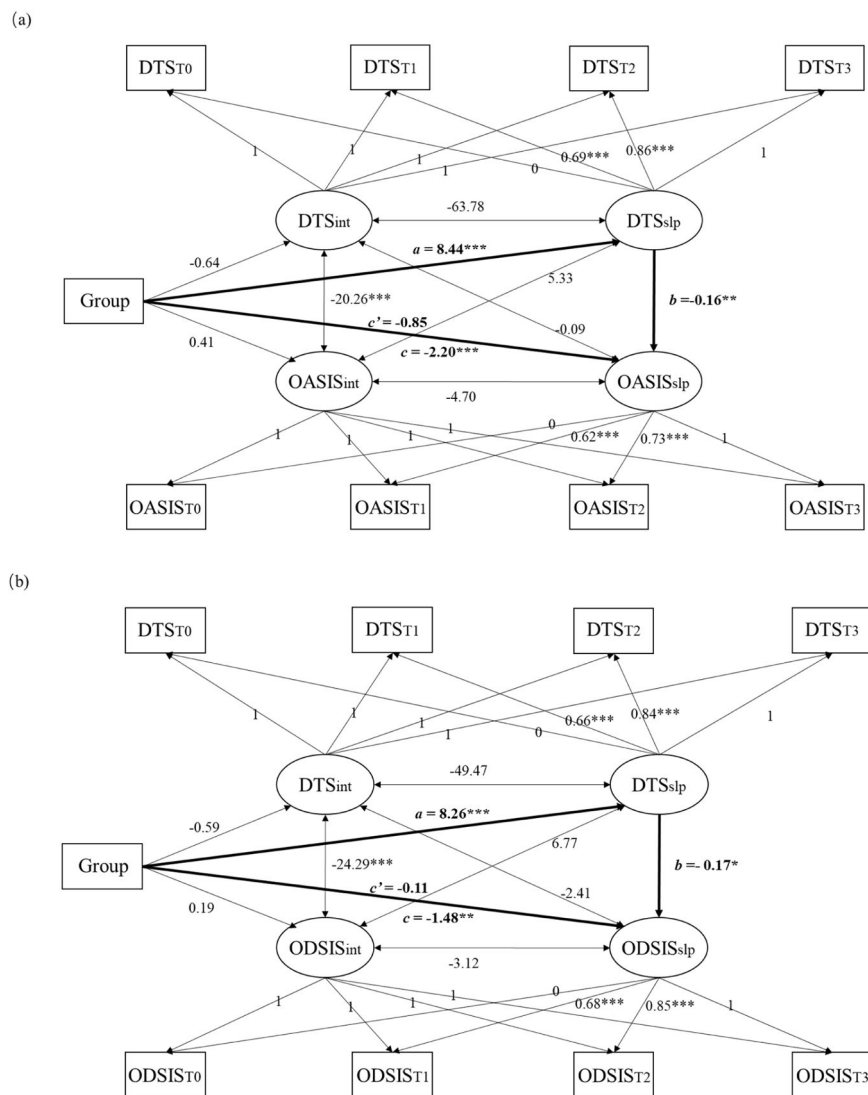 (a)
DTST0 DTST1 DTST2 DTST3
1 1 1 1 0 0.69*** 0.86*** 1
DTSint -63.78 DTSslp
-0.64 a = 8.44*** 5.33
Group -20.26*** b =-0.16**
c’= -0.85 -0.09
0.41 c = -2.20***
OASISint -4.70 OASISslp
1 1 1 1 0 0.62*** 0.73*** 1
OASIST0 OASIST1 OASIST2 OASIST3
(b)
DTST0 DTST1 DTST2 DTST3
1 1 1 1 0 0.66*** 0.84*** 1
DTSint -49.47 DTSslp
-0.59 a = 8.26*** 6.77
Group -24.29*** b =- 0.17*
c’= -0.11 -2.41
0.19 c = -1.48**
ODSISint -3.12 ODSISslp
1 1 1 1 0 0.68*** 0.85*** 1
ODSIST0 ODSIST1 ODSIST2 ODSIST3